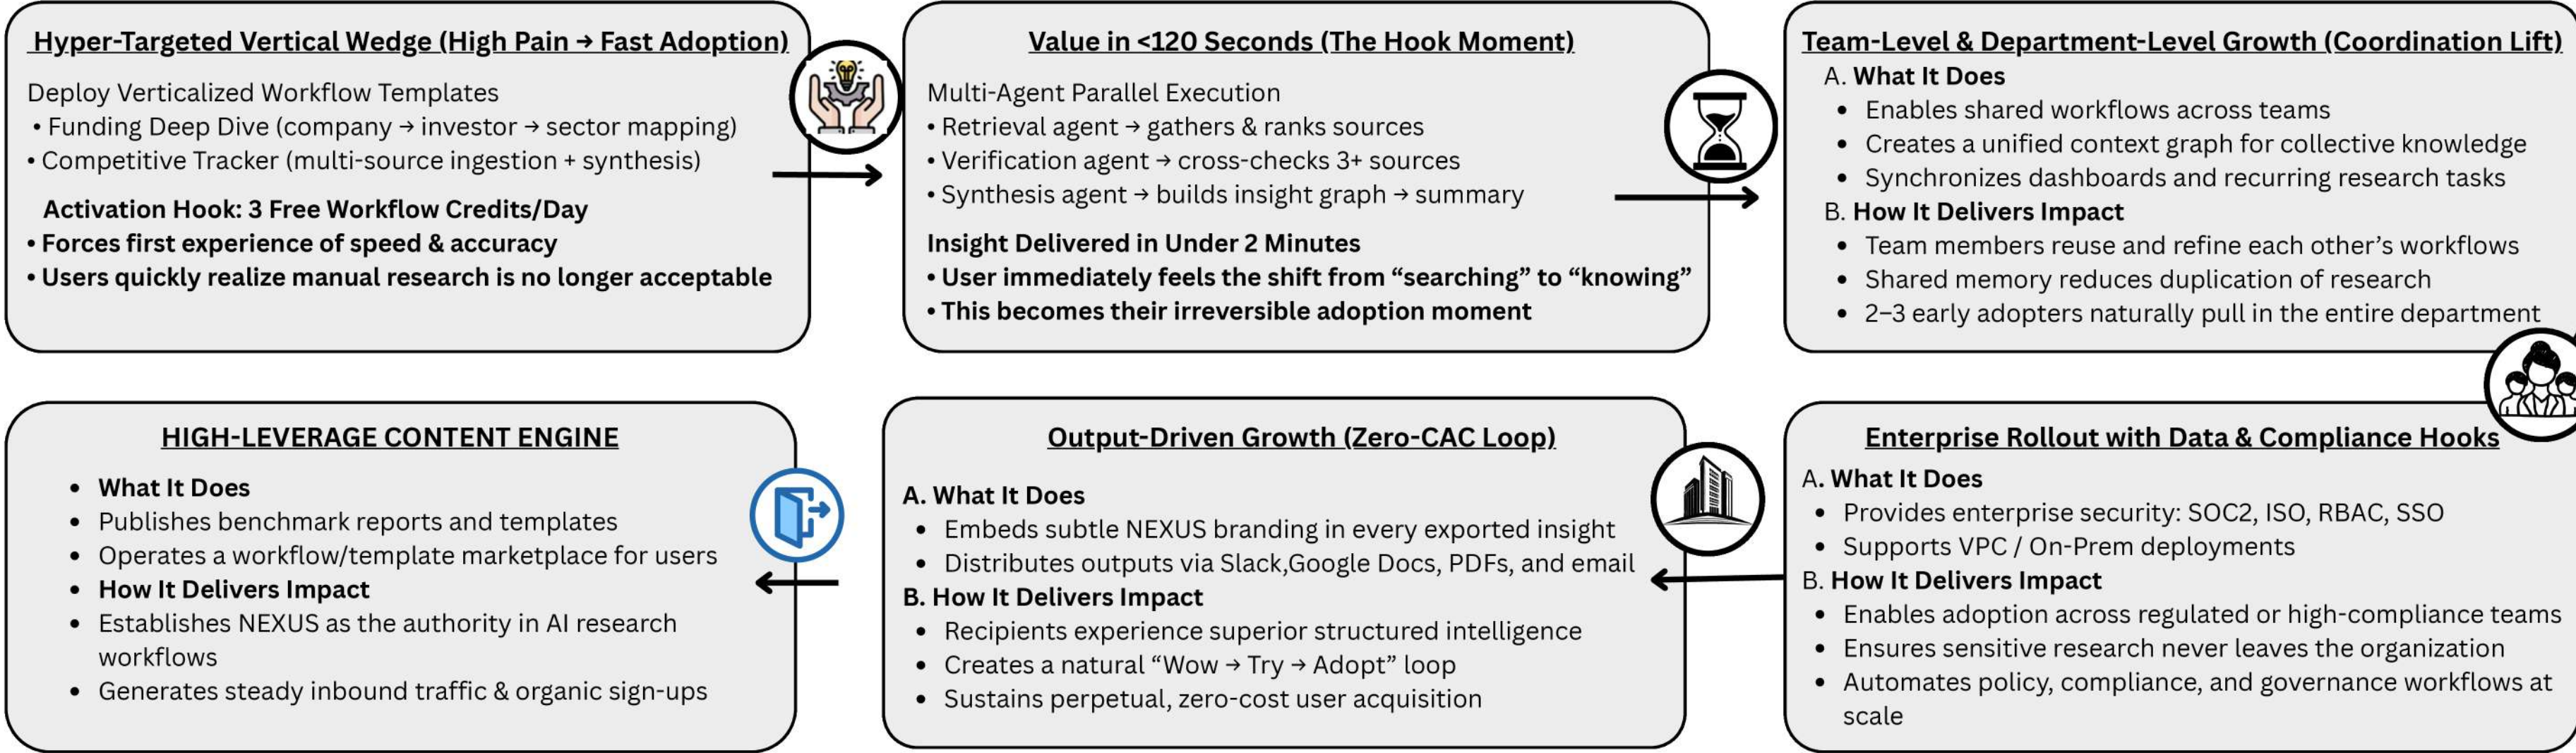 Hyper-Targeted Vertical Wedge (High Pain → Fast Adoption)
Deploy Verticalized Workflow Templates
• Funding Deep Dive (company → investor → sector mapping)
• Competitive Tracker (multi-source ingestion + synthesis)
Activation Hook: 3 Free Workflow Credits/Day
• Forces first experience of speed & accuracy
• Users quickly realize manual research is no longer acceptable
Value in <120 Seconds (The Hook Moment)
Multi-Agent Parallel Execution
• Retrieval agent → gathers & ranks sources
• Verification agent → cross-checks 3+ sources
• Synthesis agent → builds insight graph → summary
Insight Delivered in Under 2 Minutes
• User immediately feels the shift from “searching” to “knowing”
• This becomes their irreversible adoption moment
Team-Level & Department-Level Growth (Coordination Lift)
A. What It Does
• Enables shared workflows across teams
• Creates a unified context graph for collective knowledge
• Synchronizes dashboards and recurring research tasks
B. How It Delivers Impact
• Team members reuse and refine each other’s workflows
• Shared memory reduces duplication of research
• 2–3 early adopters naturally pull in the entire department
Enterprise Rollout with Data & Compliance Hooks
A. What It Does
• Provides enterprise security: SOC2, ISO, RBAC, SSO
• Supports VPC / On-Prem deployments
B. How It Delivers Impact
• Enables adoption across regulated or high-compliance teams
• Ensures sensitive research never leaves the organization
• Automates policy, compliance, and governance workflows at
scale
Output-Driven Growth (Zero-CAC Loop)
A. What It Does
• Embeds subtle NEXUS branding in every exported insight
• Distributes outputs via Slack,Google Docs, PDFs, and email
B. How It Delivers Impact
• Recipients experience superior structured intelligence
• Creates a natural “Wow → Try → Adopt” loop
• Sustains perpetual, zero-cost user acquisition
HIGH-LEVERAGE CONTENT ENGINE
• What It Does
• Publishes benchmark reports and templates
• Operates a workflow/template marketplace for users
• How It Delivers Impact
• Establishes NEXUS as the authority in AI research
workflows
• Generates steady inbound traffic & organic sign-ups